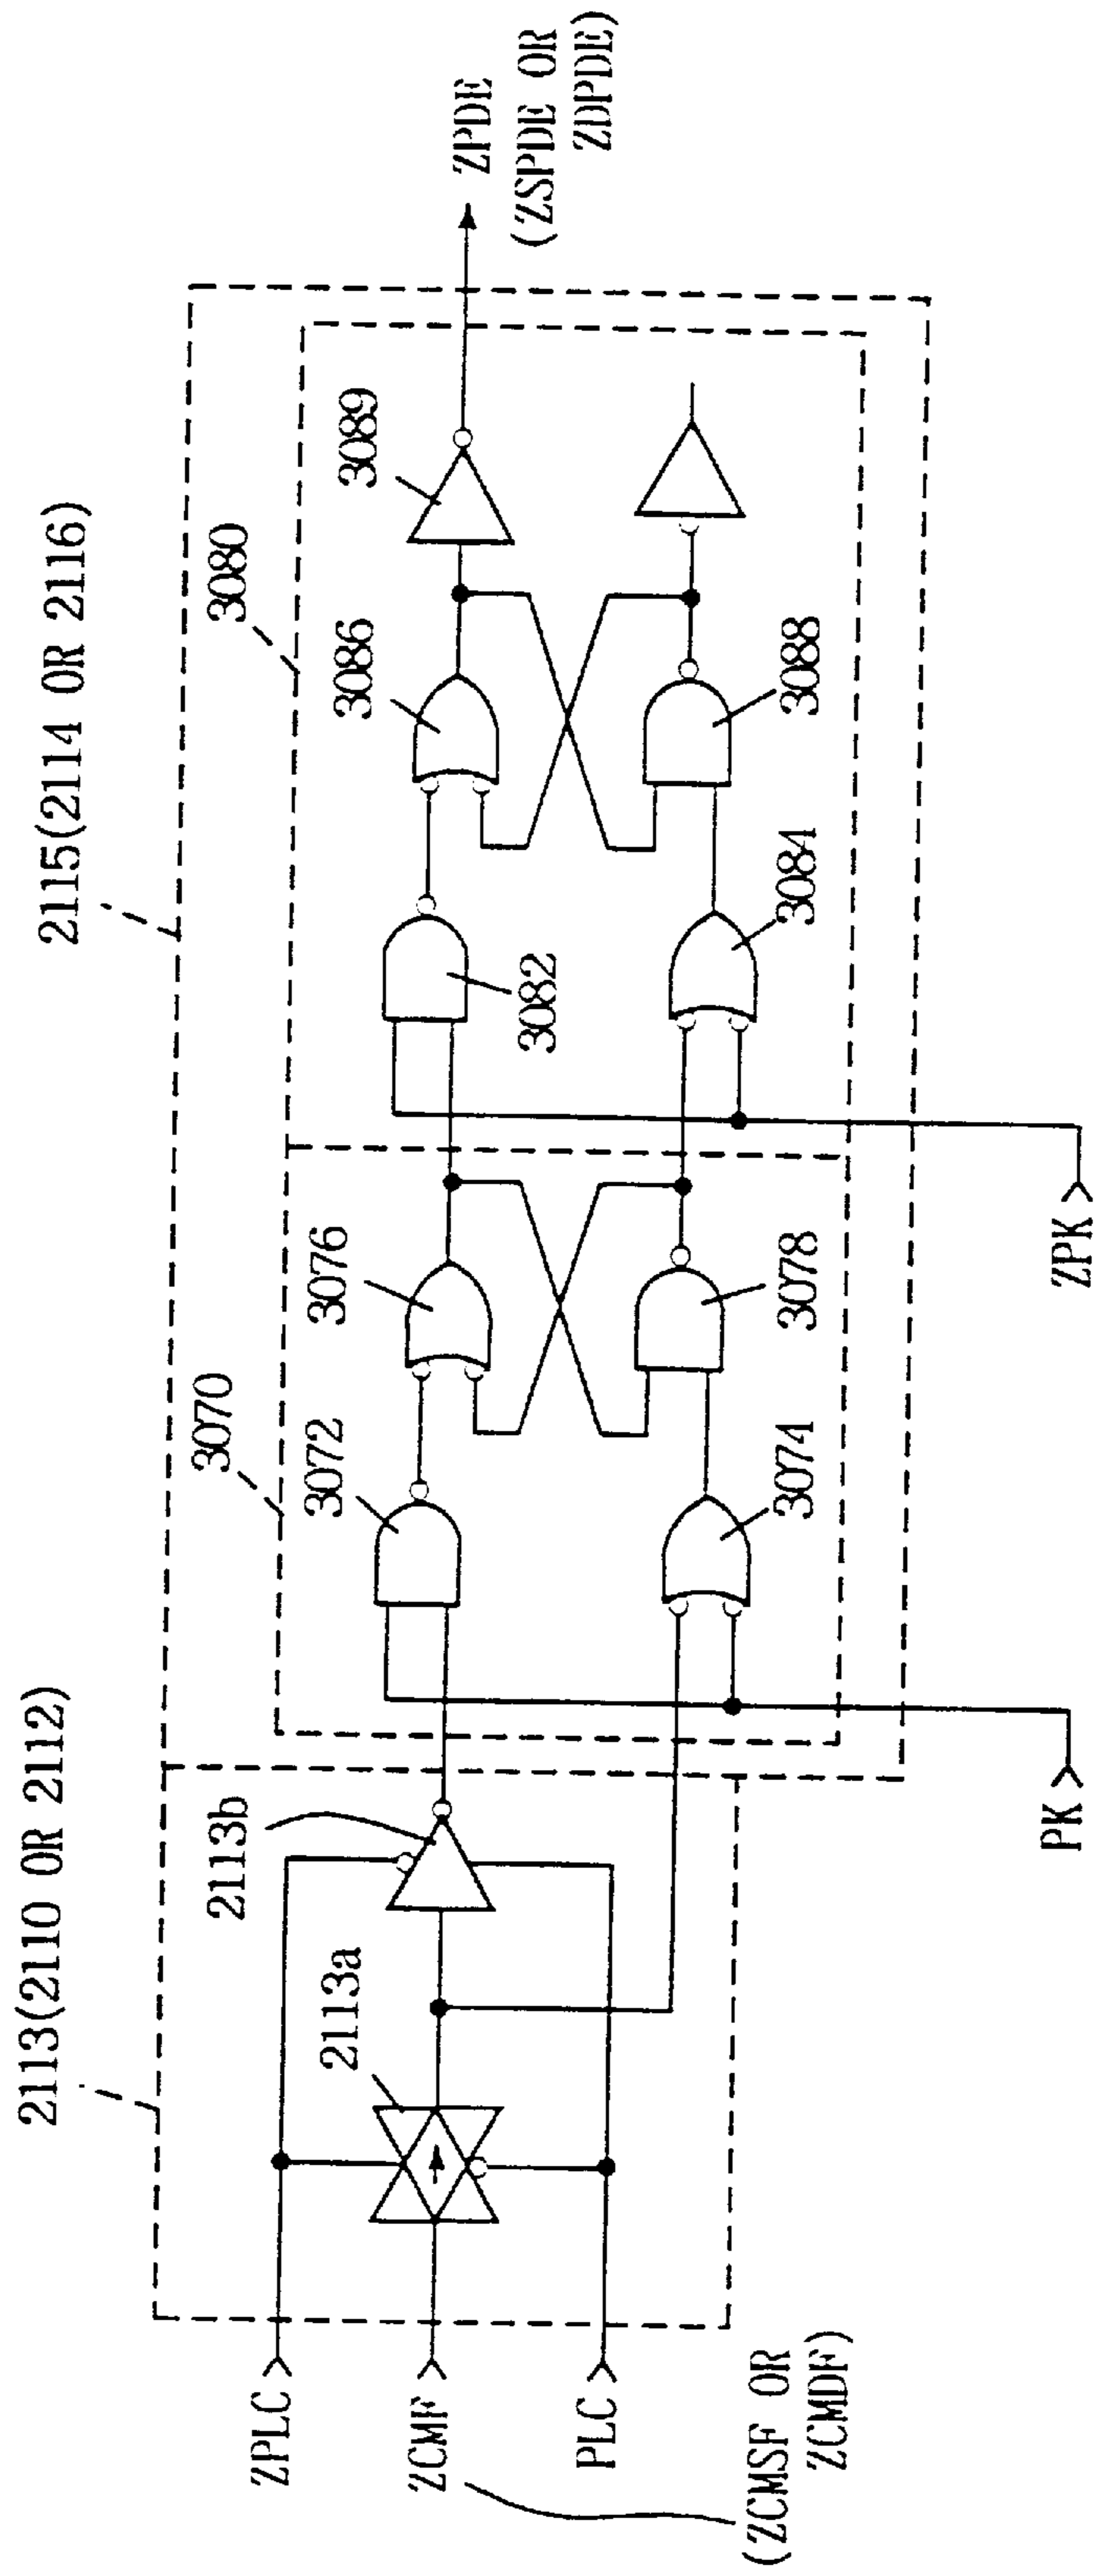 2113(2110 OR 2112)
2115(2114 OR 2116)
3070
3080
2113b
2113a
3072
3076
3086
3089
3082
3074
3078
3084
3088
ZPLC
ZCMF
PLC
(ZCMSF OR
ZCMDF)
PK
ZPK
ZPDE
(ZSPDE OR
ZDPDE)